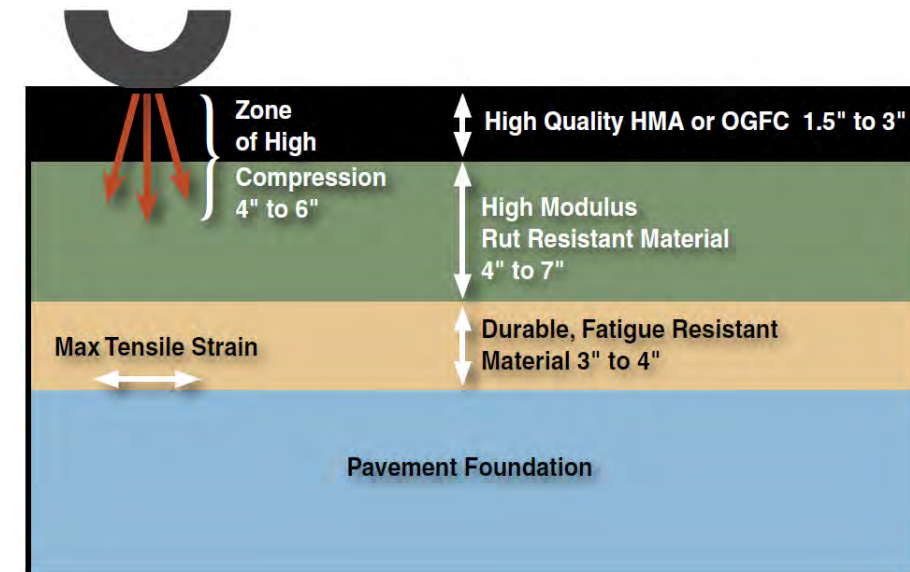 Zone
of High
Compression
4" to 6"
High Quality HMA or OGFC 1.5" to 3"
High Modulus
Rut Resistant Material
4" to 7"
Max Tensile Strain
Durable, Fatigue Resistant
Material 3" to 4"
Pavement Foundation